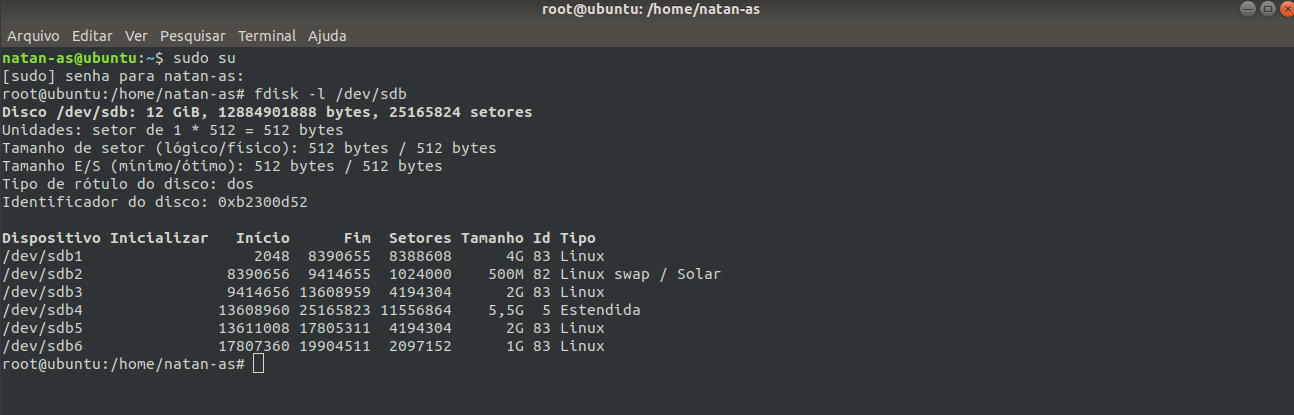 root@ubuntu: /home/natan-as
Arquivo Editar Ver Pesquisar Terminal Ajuda
natan-as@ubuntu:~$ sudo su
[sudo] senha para natan-as:
root@ubuntu:/home/natan-as# fdisk -l /dev/sdb
Disco /dev/sdb: 12 GiB, 12884901888 bytes, 25165824 setores
Unidades: setor de 1 * 512 = 512 bytes
Tamanho de setor (lógico/físico): 512 bytes / 512 bytes
Tamanho E/S (mínimo/ótimo): 512 bytes / 512 bytes
Tipo de rótulo do disco: dos
Identificador do disco: 0xb2300d52
Dispositivo Inicializar Início Fim Setores Tamanho Id Tipo
/dev/sdb1 2048 8390655 8388608 4G 83 Linux
/dev/sdb2 8390656 9414655 1024000 500M 82 Linux swap / Solar
/dev/sdb3 9414656 13608959 4194304 2G 83 Linux
/dev/sdb4 13608960 25165823 11556864 5,5G 5 Estendida
/dev/sdb5 13611008 17805311 4194304 2G 83 Linux
/dev/sdb6 17807360 19904511 2097152 1G 83 Linux
root@ubuntu:/home/natan-as#